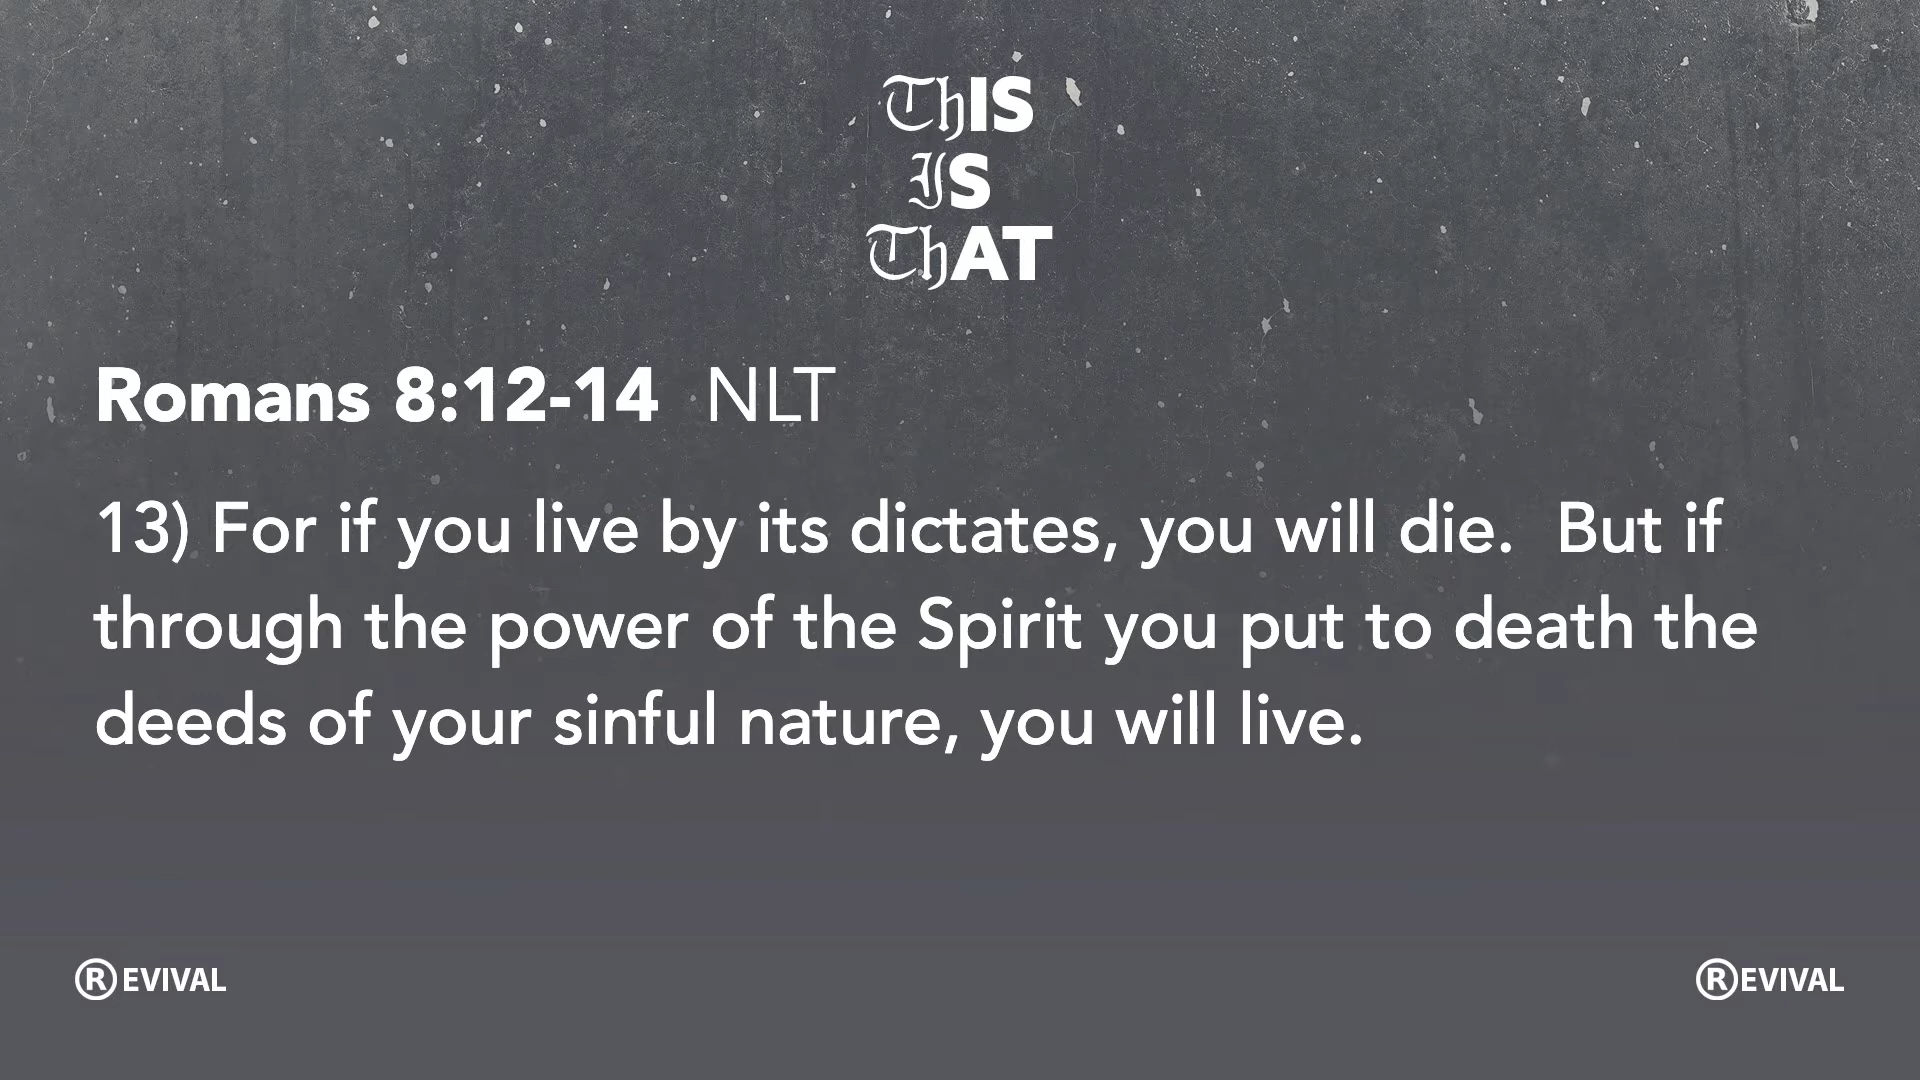 ThIS
IS
ThAT
Romans 8:12-14 NLT
13) For if you live by its dictates, you will die. But if
through the power of the Spirit you put to death the
deeds of your sinful nature, you will live.
REVIVAL
REVIVAL